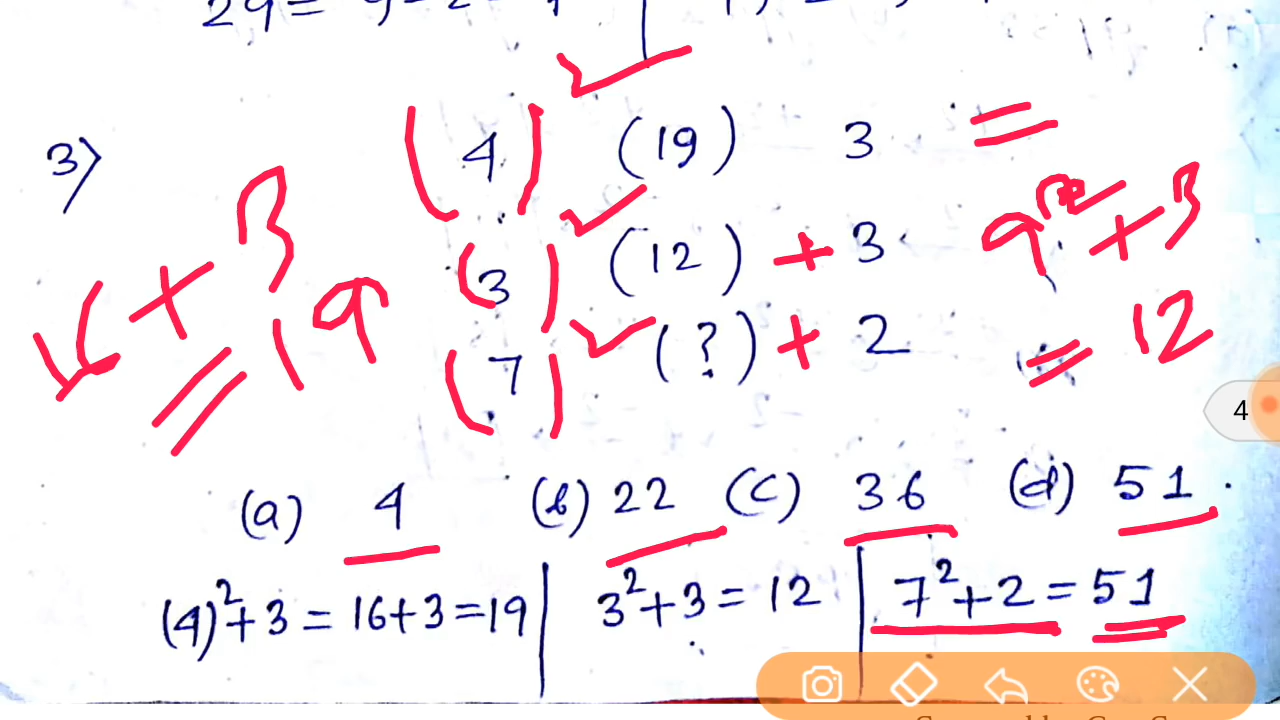 3) (4) (19) 3 =
(3) (12) + 3
(7) (?) + 2
16 + 3
= 19
9 + 3
= 12
(a) 4 (b) 22 (c) 36 (d) 51.
(4)²+3 = 16+3=19 | 3²+3 = 12 | 7²+2 = 51
4